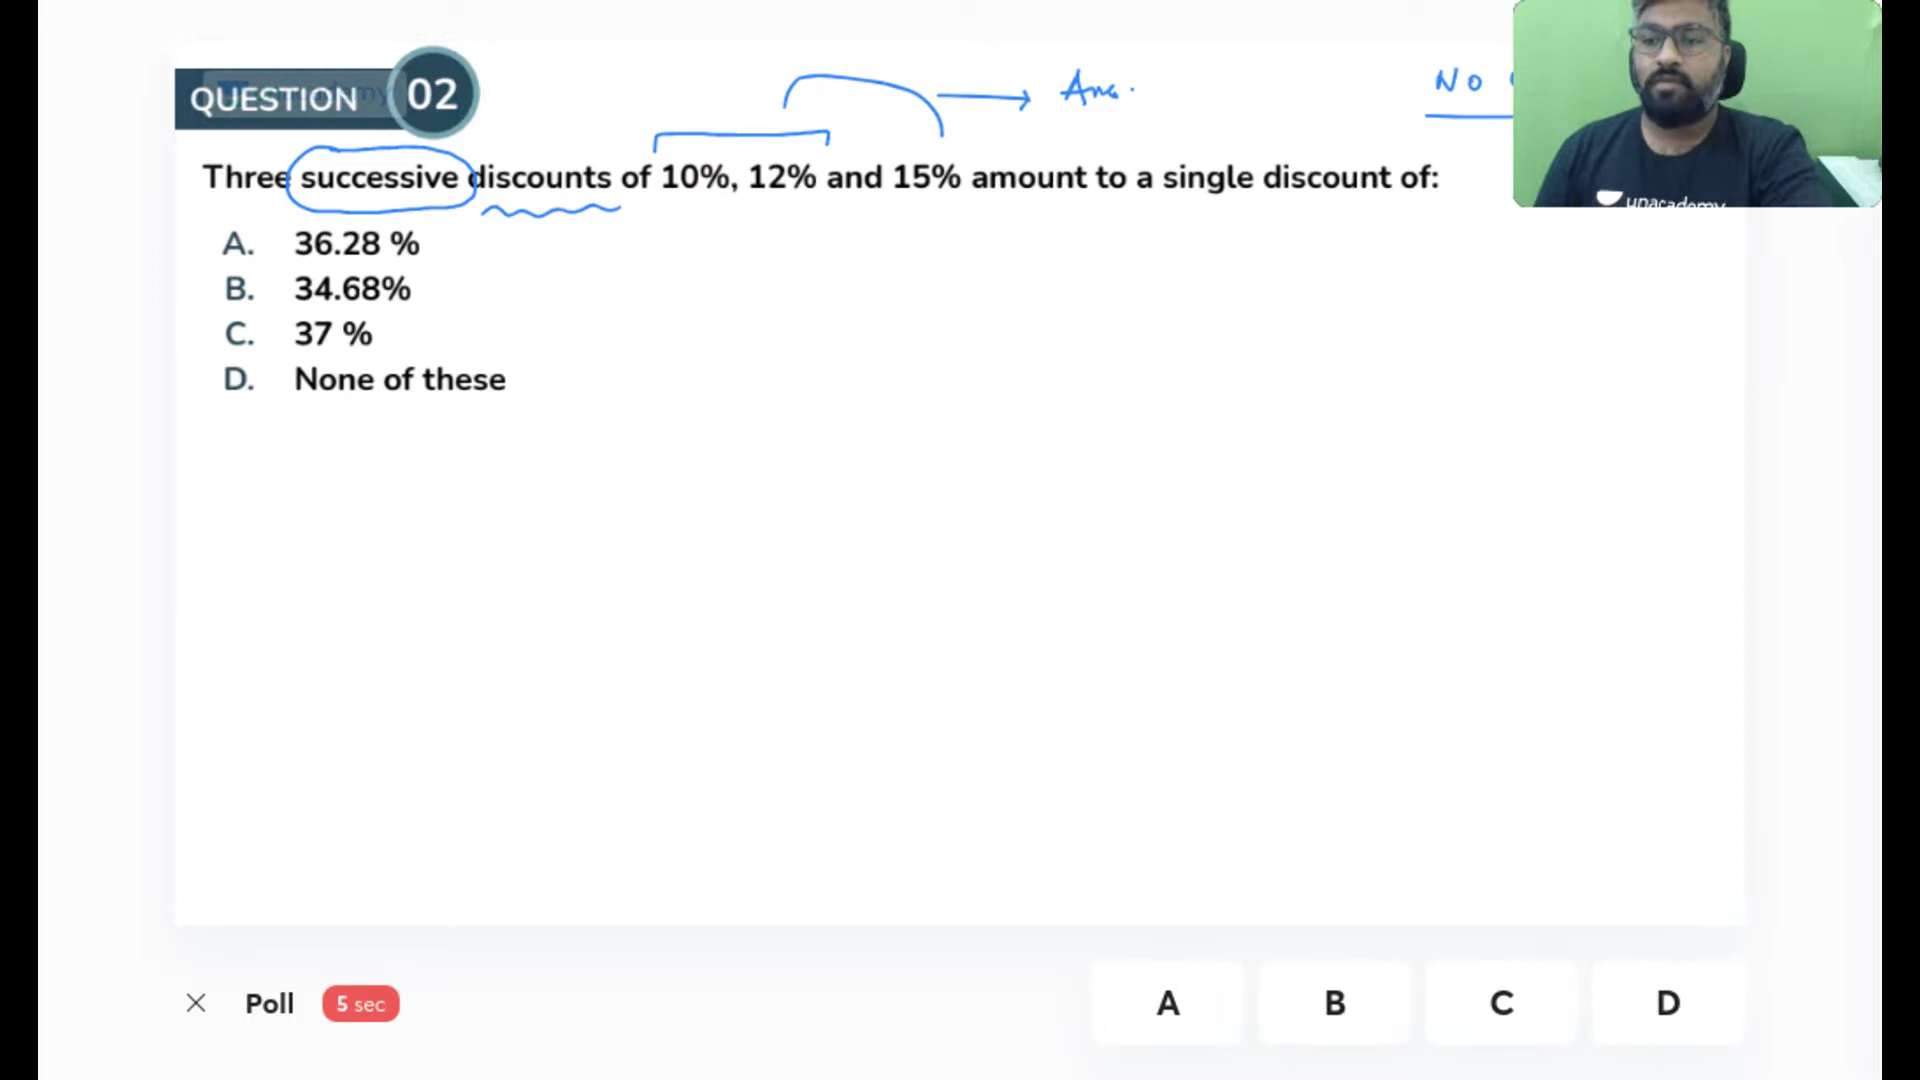 QUESTION 02
Ans.
NO
Three successive discounts of 10%, 12% and 15% amount to a single discount of:
unacademy
A. 36.28 %
B. 34.68%
C. 37 %
D. None of these
Poll 5 sec A B C D